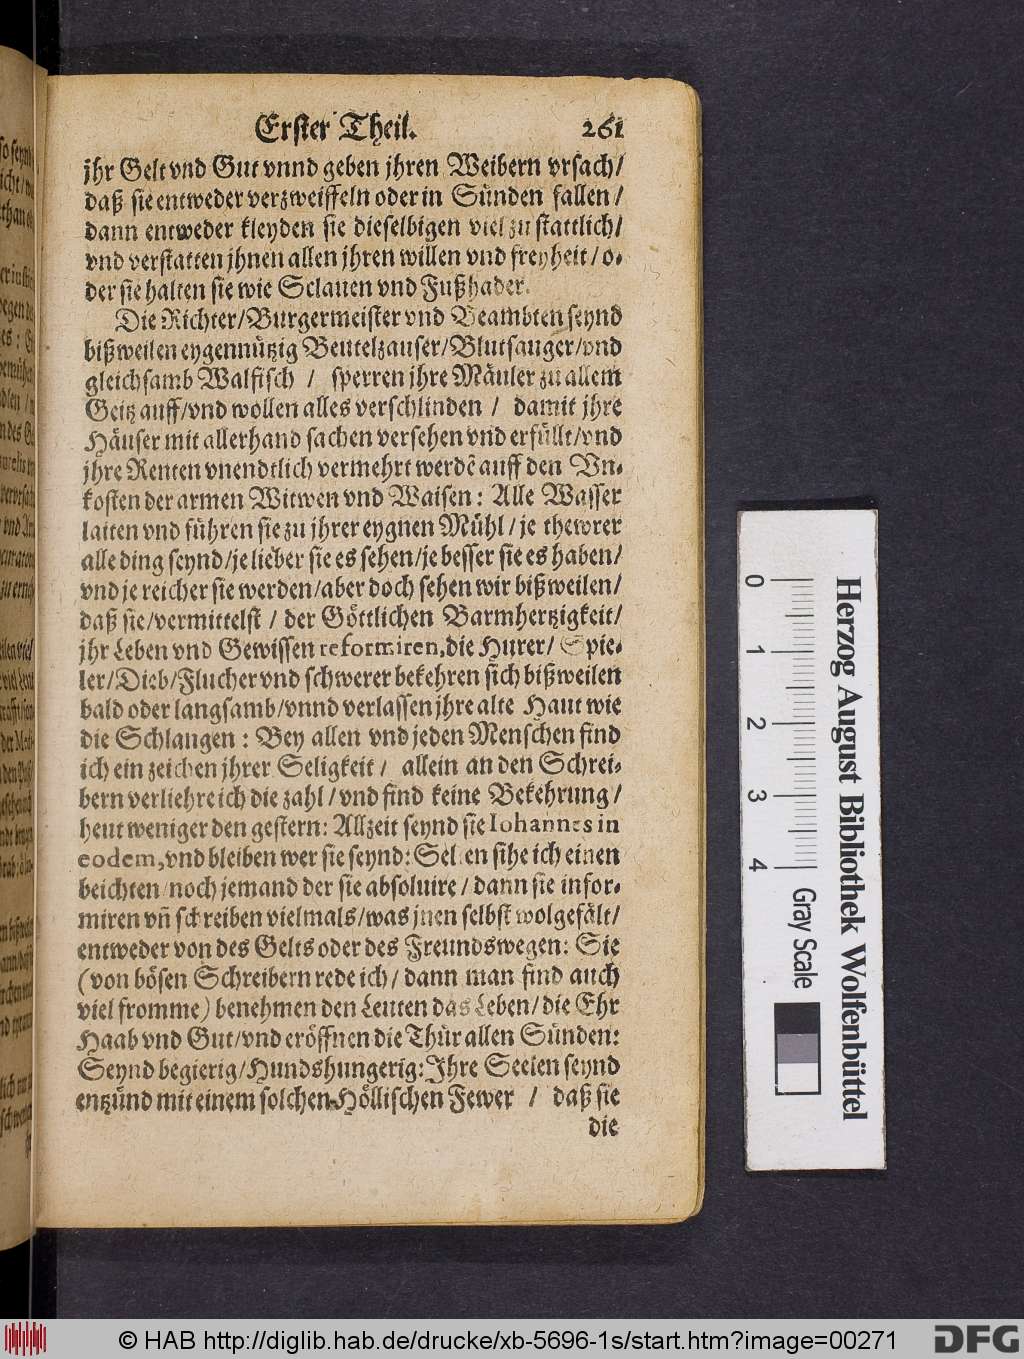 Erster Theil. 261
jhr Gelt vnd Gut vnnd geben jhren Weibern vrsach/
daß sie entweder verzweiffeln oder in Sünden fallen/
dann entweder kleyden sie dieselbigen viel zu stattlich/
vnd verstatten jhnen allen jhren willen vnd freyheit/o-
der sie halten sie wie Sclauen vnd Fußhader.
Die Richter/Burgermeister vnd Beambten seynd
bißweilen eygennützig Beutelzauser/Blutsauger/vnd
gleichsamb Walfisch / sperren jhre Mäuler zu allem
Geitz auff/vnd wollen alles verschlinden / damit jhre
Häuser mit allerhand sachen versehen vnd erfüllt/vnd
jhre Renten vnendtlich vermehrt werdē auff den Vn-
kosten der armen Witwen vnd Waisen: Alle Wasser
laiten vnd führen sie zu jhrer eygnen Mühl/je thewrer
alle ding seynd/je lieber sie es sehen/je besser sie es haben/
vnd je reicher sie werden/aber doch sehen wir bißweilen/
daß sie/vermittelst / der Göttlichen Barmhertzigkeit/
jhr Leben vnd Gewissen reformiren, die Hurer/ Spie-
ler/Dieb/Flucher vnd schwerer bekehren sich bißweilen
bald oder langsamb/vnnd verlassen jhre alte Haut wie
die Schlangen: Bey allen vnd jeden Menschen find
ich ein zeichen jhrer Seligkeit/ allein an den Schrei-
bern verliehre ich die zahl/vnd find keine Bekehrung/
heut weniger den gestern: Allzeit seynd sie Iohannes in
eodem, vnd bleiben wer sie seynd: Selten sihe ich einen
beichten/noch jemand der sie absoluire/dann sie infor-
miren vn̄ schreiben vielmals/was jnen selbst wolgefält/
entweder von des Gelts oder des Freundswegen: Sie
(von bösen Schreibern rede ich/dann man find auch
viel fromme) benehmen den Leuten das Leben/die Ehr
Haab vnd Gut/vnd eröffnen die Thür allen Sünden:
Seynd begierig/Hundshungerig: Jhre Seelen seynd
entzünd mit einem solchen Höllischen Fewer / daß sie
die
0 1 2 3 4 Gray Scale
Herzog August Bibliothek Wolfenbüttel
© HAB http://diglib.hab.de/drucke/xb-5696-1s/start.htm?image=00271
DFG